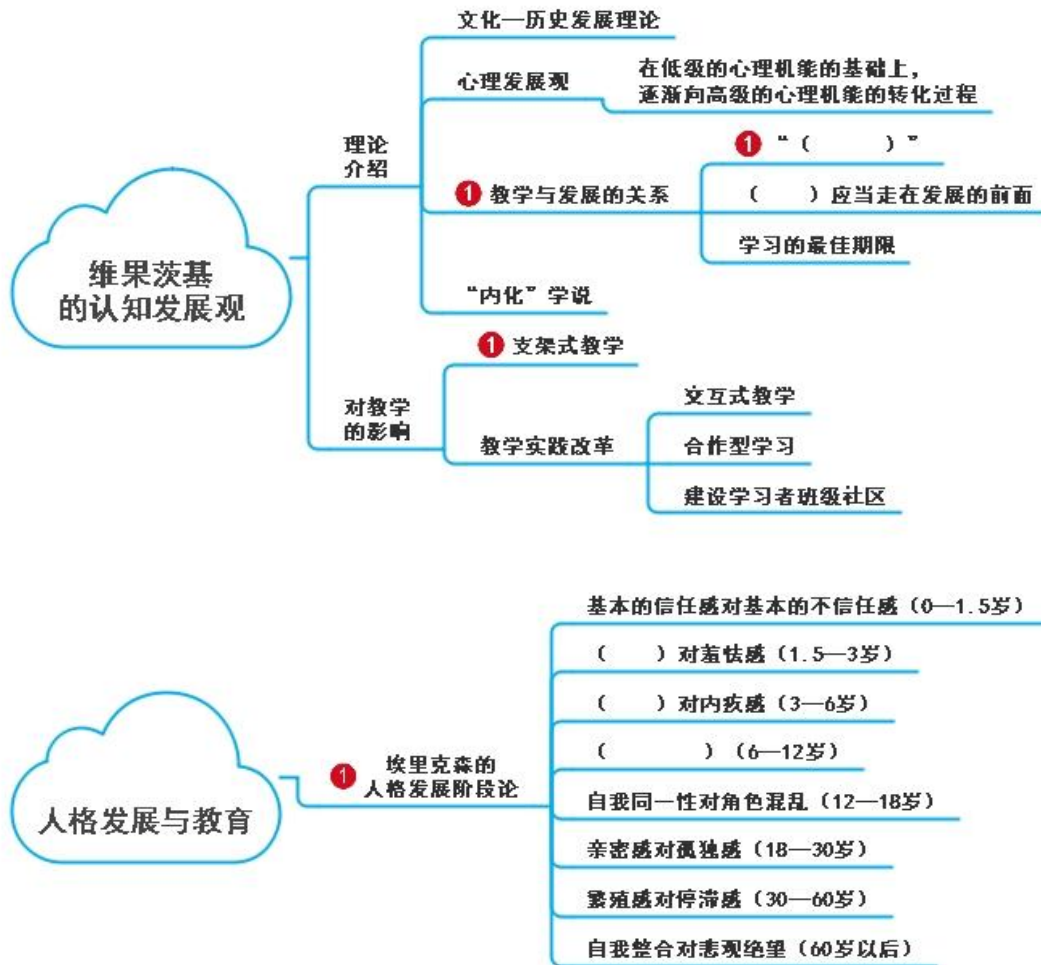 文化—历史发展理论
心理发展观
在低级的心理机能的基础上，
逐渐向高级的心理机能的转化过程
理论
介绍
1 “（ ）”
1 教学与发展的关系
（ ）应当走在发展的前面
学习的最佳期限
维果茨基
的认知发展观
“内化”学说
1 支架式教学
对教学
的影响
交互式教学
教学实践改革
合作型学习
建设学习者班级社区
基本的信任感对基本的不信任感（0—1.5岁）
（ ）对羞怯感（1.5—3岁）
（ ）对内疚感（3—6岁）
（ ）（6—12岁）
1 埃里克森的
人格发展阶段论
人格发展与教育
自我同一性对角色混乱（12—18岁）
亲密感对孤独感（18—30岁）
繁殖感对停滞感（30—60岁）
自我整合对悲观绝望（60岁以后）